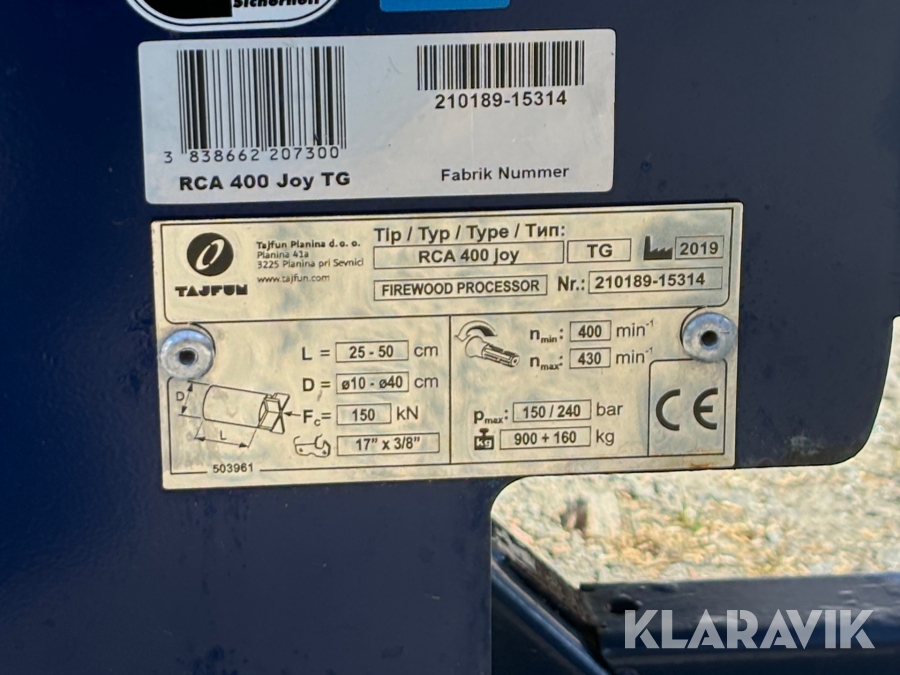 Sicherheit
3 838662 207300
RCA 400 Joy TG
210189-15314
Fabrik Nummer
TAJFUN
Tajfun Planina d. o. o.
Planina 41a
3225 Planina pri Sevnici
www.tajfun.com
Tip / Typ / Type / Тип:
RCA 400 Joy
TG
2019
FIREWOOD PROCESSOR
Nr.: 210189-15314
L = 25 - 50 cm
D = ø10 - ø40 cm
Fc= 150 kN
17" x 3/8"
D
L
503961
nmin: 400 min⁻¹
nmax: 430 min⁻¹
pmax: 150 / 240 bar
kg 900 + 160 kg
CE
KLARAVIK